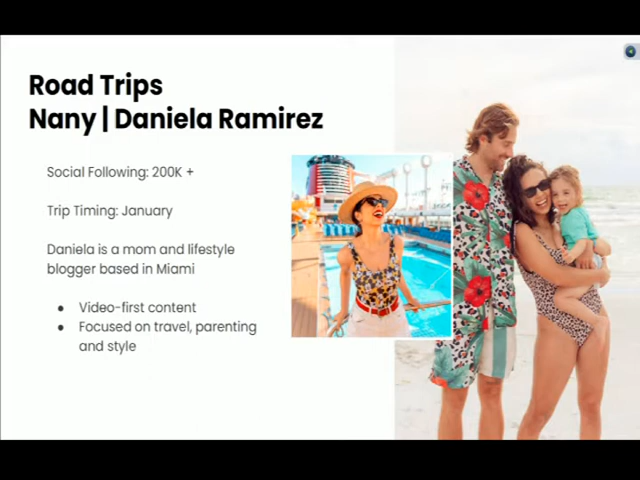 Road Trips
Nany | Daniela Ramirez
Social Following: 200K +
Trip Timing: January
Daniela is a mom and lifestyle
blogger based in Miami
● Video-first content
● Focused on travel, parenting
and style